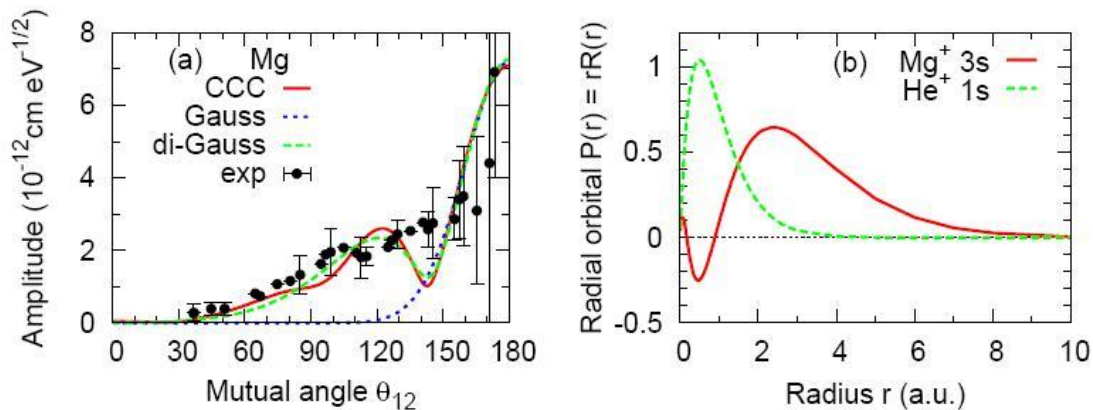 (a) Mg
CCC
Gauss
di-Gauss
exp
Amplitude (10⁻¹²cm eV⁻¹/²)
8
6
4
2
0
0 30 60 90 120 150 180
Mutual angle θ₁₂
(b) Mg⁺ 3s
He⁺ 1s
Radial orbital P(r) = rR(r)
1
0.5
0
-0.5
0 2 4 6 8 10
Radius r (a.u.)